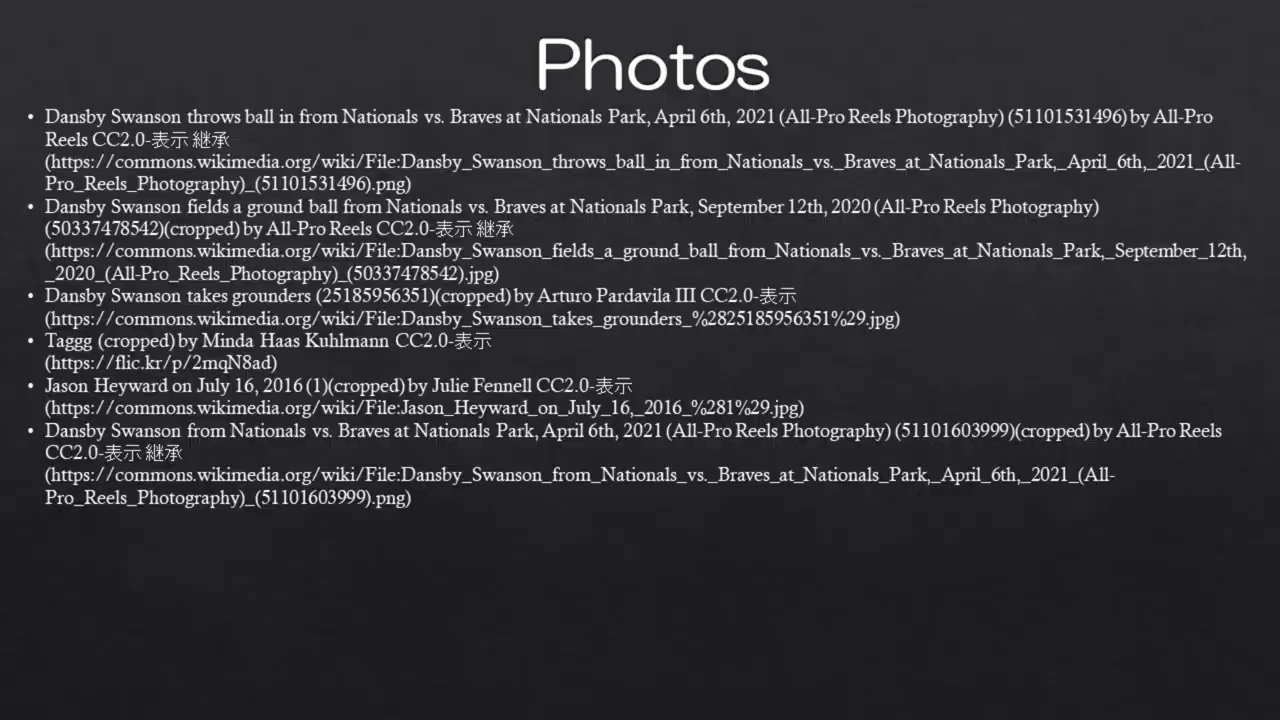 Photos
• Dansby Swanson throws ball in from Nationals vs. Braves at Nationals Park, April 6th, 2021 (All-Pro Reels Photography) (51101531496) by All-Pro
Reels CC2.0-表示 継承
(https://commons.wikimedia.org/wiki/File:Dansby_Swanson_throws_ball_in_from_Nationals_vs._Braves_at_Nationals_Park,_April_6th,_2021_(All-
Pro_Reels_Photography)_(51101531496).png)
• Dansby Swanson fields a ground ball from Nationals vs. Braves at Nationals Park, September 12th, 2020 (All-Pro Reels Photography)
(50337478542)(cropped) by All-Pro Reels CC2.0-表示 継承
(https://commons.wikimedia.org/wiki/File:Dansby_Swanson_fields_a_ground_ball_from_Nationals_vs._Braves_at_Nationals_Park,_September_12th,
_2020_(All-Pro_Reels_Photography)_(50337478542).jpg)
• Dansby Swanson takes grounders (25185956351)(cropped) by Arturo Pardavila III CC2.0-表示
(https://commons.wikimedia.org/wiki/File:Dansby_Swanson_takes_grounders_%2825185956351%29.jpg)
• Taggg (cropped) by Minda Haas Kuhlmann CC2.0-表示
(https://flic.kr/p/2mqN8ad)
• Jason Heyward on July 16, 2016 (1)(cropped) by Julie Fennell CC2.0-表示
(https://commons.wikimedia.org/wiki/File:Jason_Heyward_on_July_16,_2016_%281%29.jpg)
• Dansby Swanson from Nationals vs. Braves at Nationals Park, April 6th, 2021 (All-Pro Reels Photography) (51101603999)(cropped) by All-Pro Reels
CC2.0-表示 継承
(https://commons.wikimedia.org/wiki/File:Dansby_Swanson_from_Nationals_vs._Braves_at_Nationals_Park,_April_6th,_2021_(All-
Pro_Reels_Photography)_(51101603999).png)